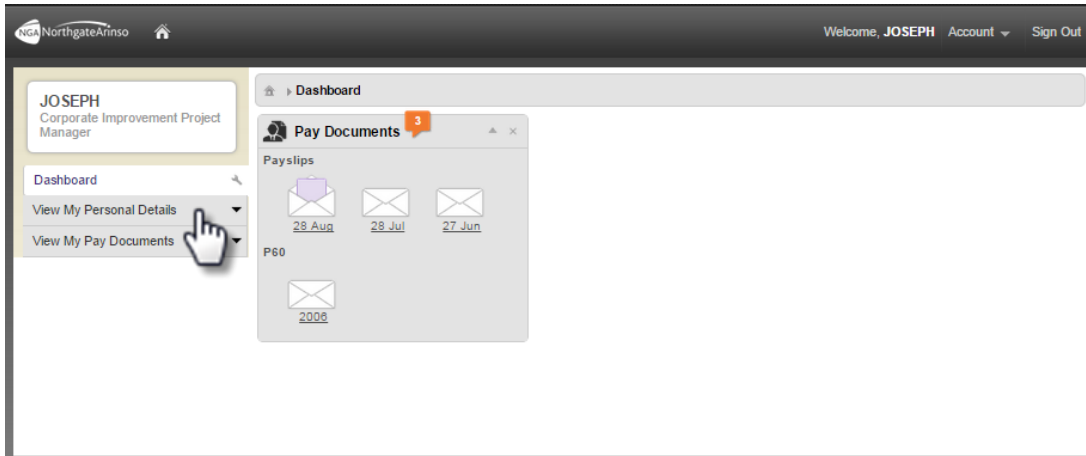 NGA NorthgateArinso
Welcome, JOSEPH Account Sign Out
JOSEPH
Corporate Improvement Project
Manager
Dashboard
View My Personal Details
View My Pay Documents
Dashboard
Pay Documents 3
Payslips
28 Aug 28 Jul 27 Jun
P60
2006